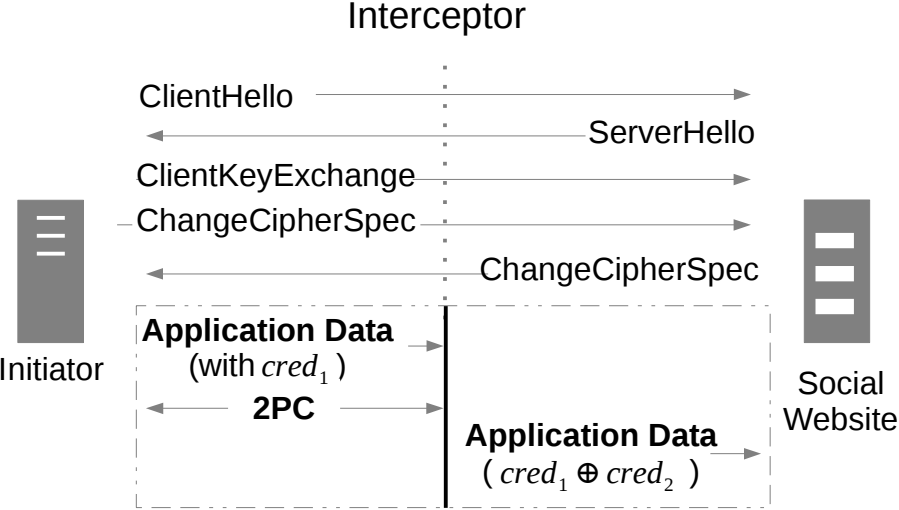 Interceptor
ClientHello
ServerHello
ClientKeyExchange
ChangeCipherSpec
ChangeCipherSpec
Application Data
(with cred₁)
Initiator
2PC
Social
Website
Application Data
( cred₁ ⊕ cred₂ )